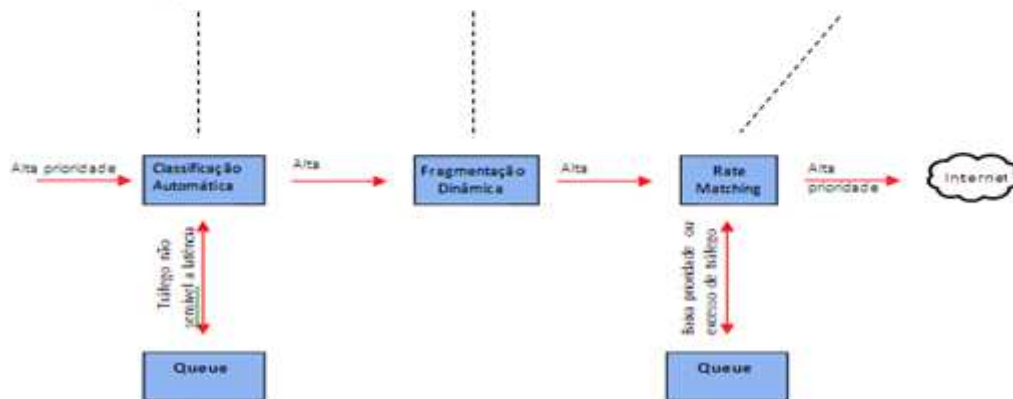 Alta prioridade
Classificação
Automática
Alta
Fragmentação
Dinâmica
Alta
Rate
Matching
Alta
prioridade
Internet
Tráfego não
sensível a latência
Baixa prioridade ou
excesso de tráfego
Queue
Queue